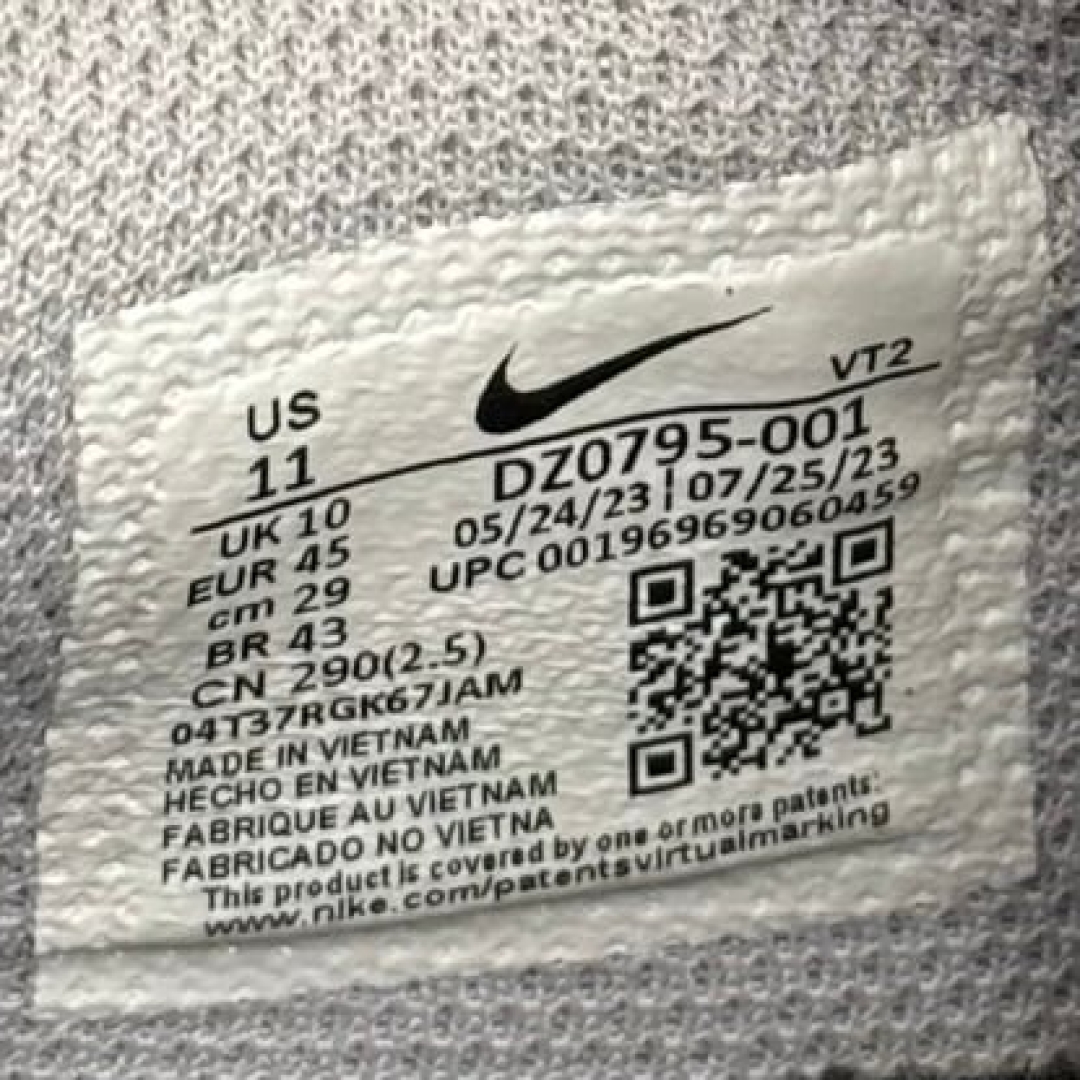 US
11
VT2
DZ0795-001
05/24/23 | 07/25/23
UPC 00196969060459
UK 10
EUR 45
cm 29
BR 43
CN 290(2.5)
04T37RGK67JAM
MADE IN VIETNAM
HECHO EN VIETNAM
FABRIQUE AU VIETNAM
FABRICADO NO VIETNA
This product is covered by one or more patents:
www.nike.com/patentsvirtualmarking